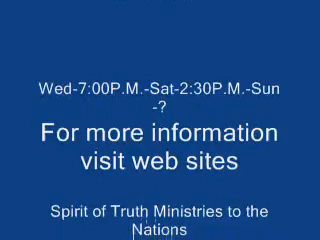 Wed-7:00P.M.-Sat-2:30P.M.-Sun
-?
For more information
visit web sites
Spirit of Truth Ministries to the
Nations